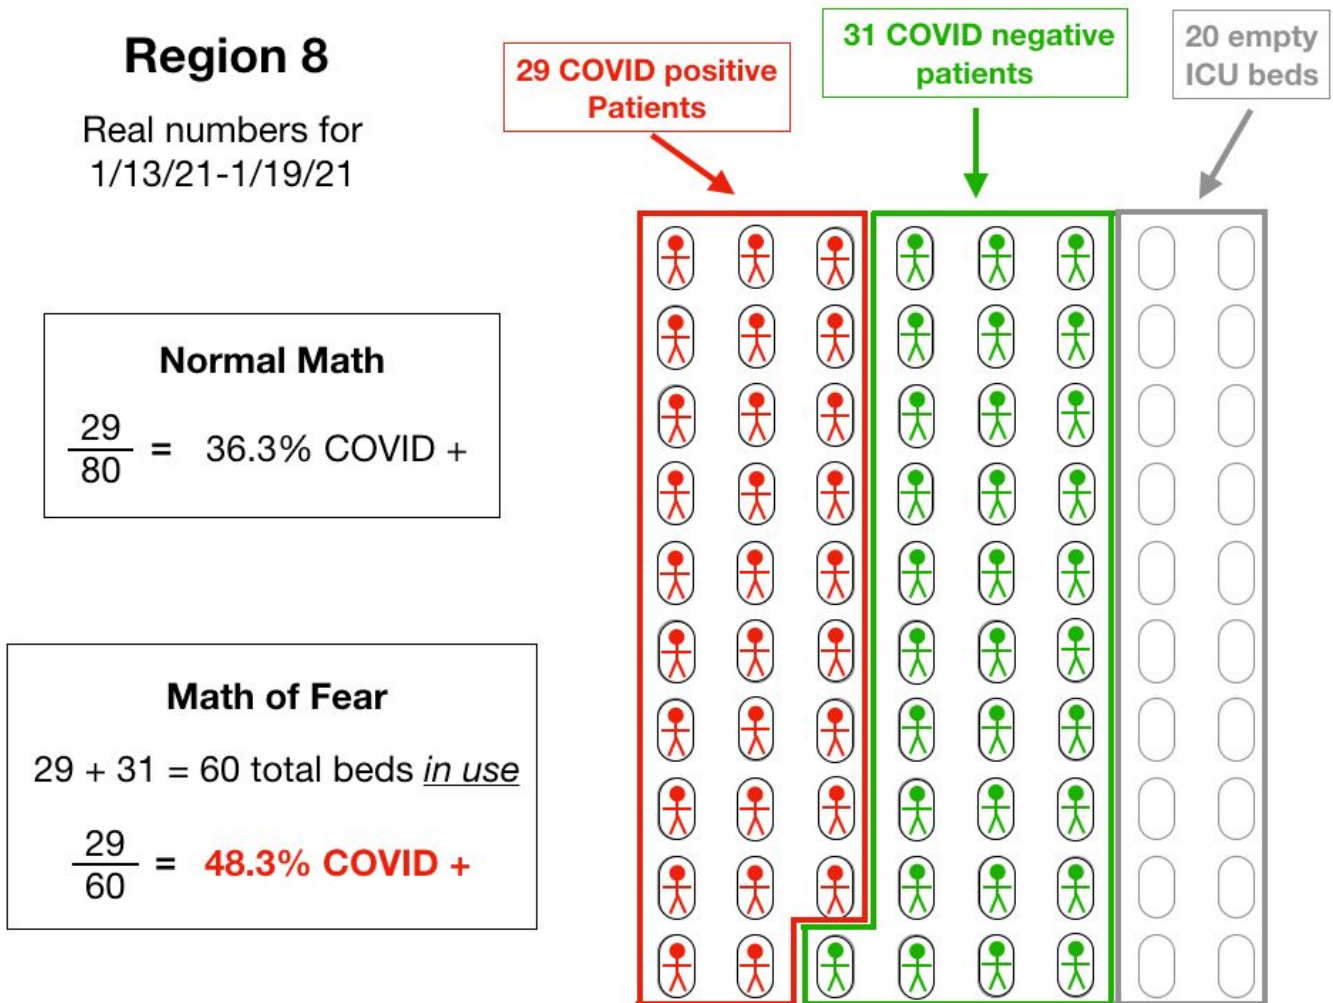 Region 8
Real numbers for
1/13/21-1/19/21
29 COVID positive
Patients
31 COVID negative
patients
20 empty
ICU beds
Normal Math
29
80
= 36.3% COVID +
Math of Fear
29 + 31 = 60 total beds in use
29
60
= 48.3% COVID +